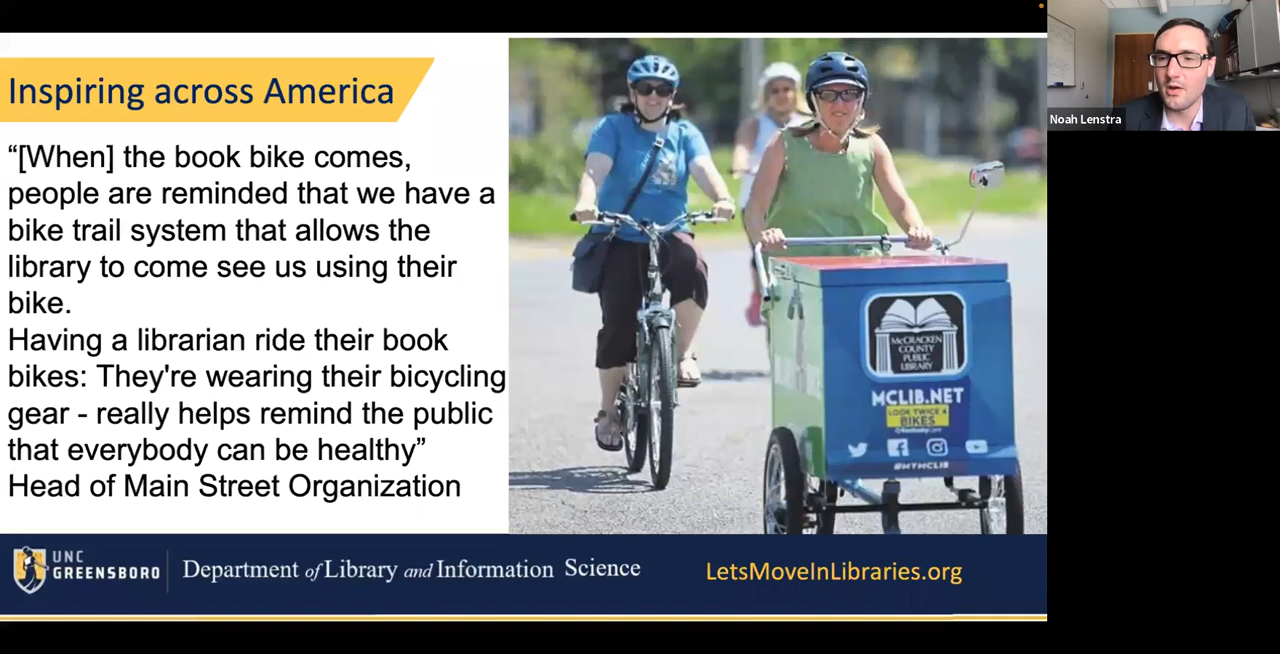 Inspiring across America
“[When] the book bike comes,
people are reminded that we have a
bike trail system that allows the
library to come see us using their
bike.
Having a librarian ride their book
bikes: They're wearing their bicycling
gear - really helps remind the public
that everybody can be healthy”
Head of Main Street Organization
McCRACKEN
COUNTY
PUBLIC
LIBRARY
MCLIB.NET
LOOK TWICE 4
BIKES
#MYMCLIB
UNC
GREENSBORO
Department of Library and Information Science
LetsMoveInLibraries.org
Noah Lenstra